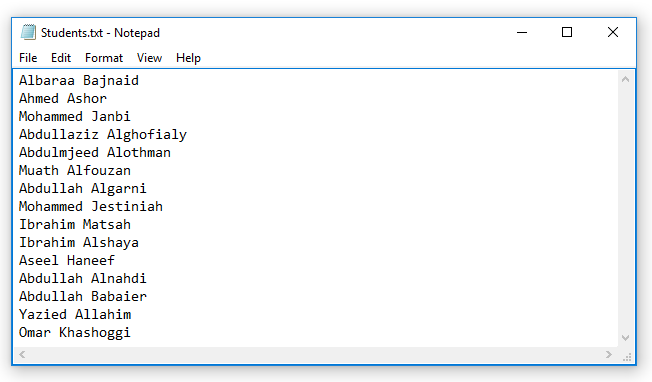 Students.txt - Notepad
File Edit Format View Help
Albaraa Bajnaid
Ahmed Ashor
Mohammed Janbi
Abdullaziz Alghofialy
Abdulmjeed Alothman
Muath Alfouzan
Abdullah Algarni
Mohammed Jestiniah
Ibrahim Matsah
Ibrahim Alshaya
Aseel Haneef
Abdullah Alnahdi
Abdullah Babaier
Yazied Allahim
Omar Khashoggi